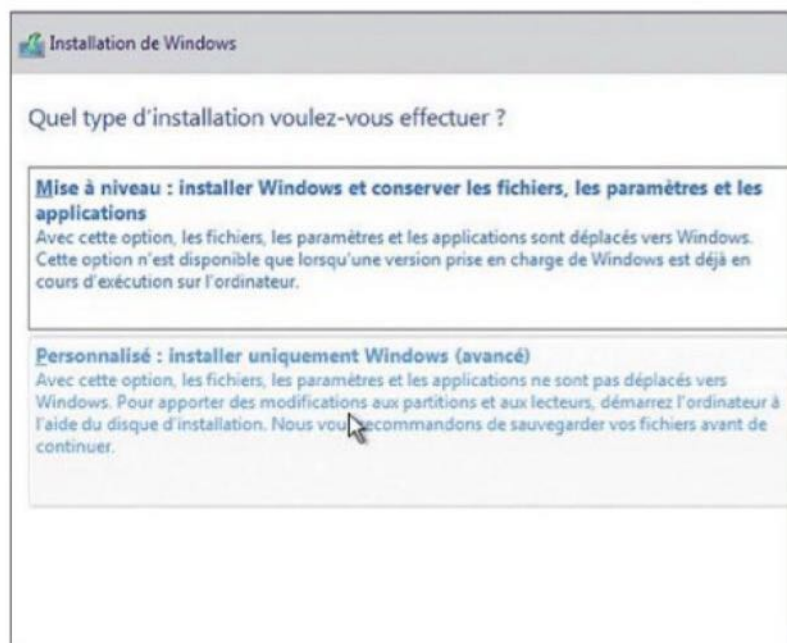 Installation de Windows
Quel type d'installation voulez-vous effectuer ?
Mise à niveau : installer Windows et conserver les fichiers, les paramètres et les
applications
Avec cette option, les fichiers, les paramètres et les applications sont déplacés vers Windows.
Cette option n'est disponible que lorsqu'une version prise en charge de Windows est déjà en
cours d'exécution sur l'ordinateur.
Personnalisé : installer uniquement Windows (avancé)
Avec cette option, les fichiers, les paramètres et les applications ne sont pas déplacés vers
Windows. Pour apporter des modifications aux partitions et aux lecteurs, démarrez l'ordinateur à
l'aide du disque d'installation. Nous vous recommandons de sauvegarder vos fichiers avant de
continuer.